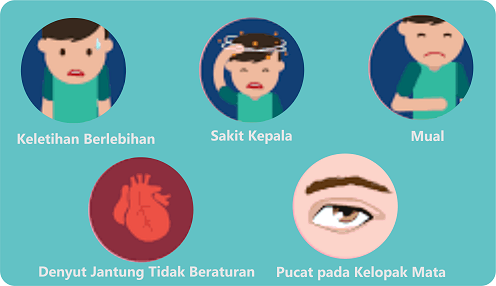 Keletihan Berlebihan
Sakit Kepala
Mual
Denyut Jantung Tidak Beraturan
Pucat pada Kelopak Mata